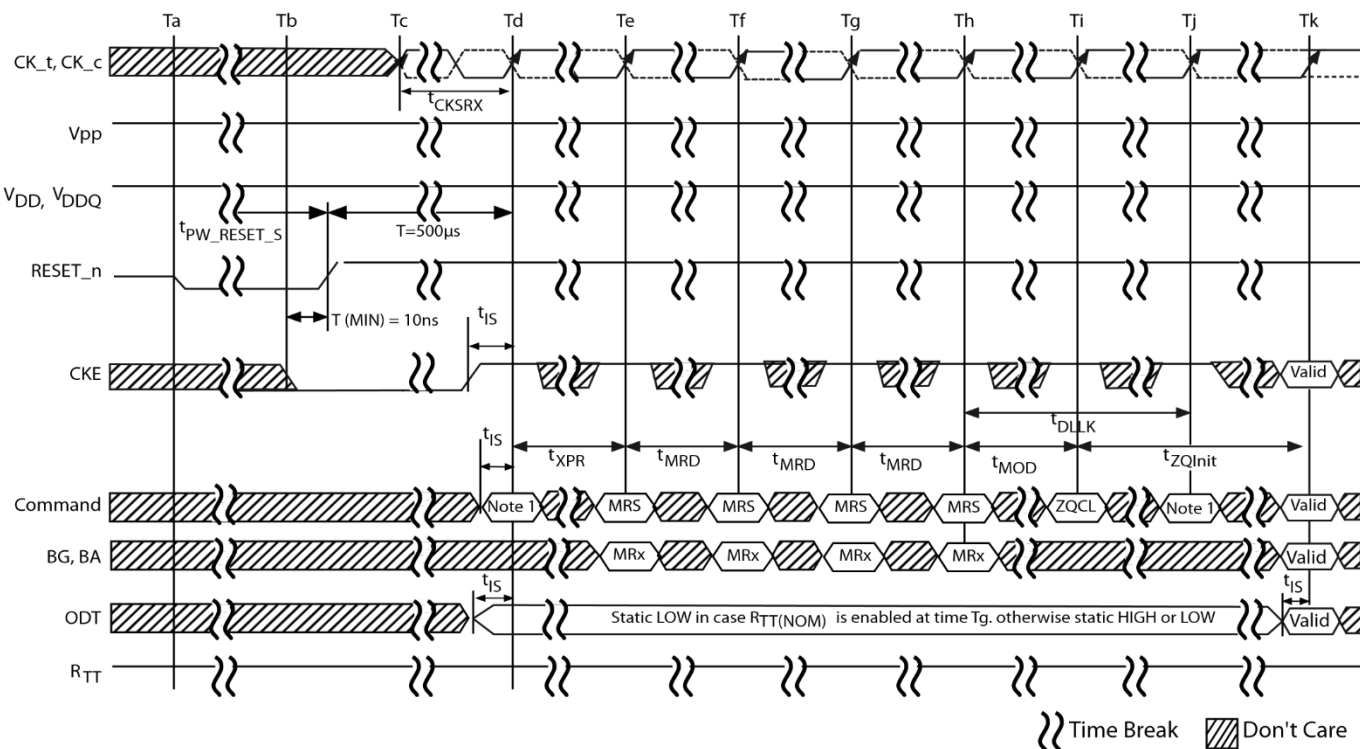 Ta Tb Tc Td Te Tf Tg Th Ti Tj Tk
CK_t, CK_c
tCKSRX
Vpp
VDD, VDDQ
tPW_RESET_S
T=500µs
RESET_n
T (MIN) = 10ns
tIS
CKE
Valid
tDLLK
tIS
tXPR tMRD tMRD tMRD tMOD tZQInit
Command
Note 1 MRS MRS MRS MRS ZQCL Note 1 Valid
BG, BA
MRx MRx MRx MRx Valid
tIS tIS
ODT
Static LOW in case RTT(NOM) is enabled at time Tg. otherwise static HIGH or LOW
Valid
RTT
Time Break Don't Care